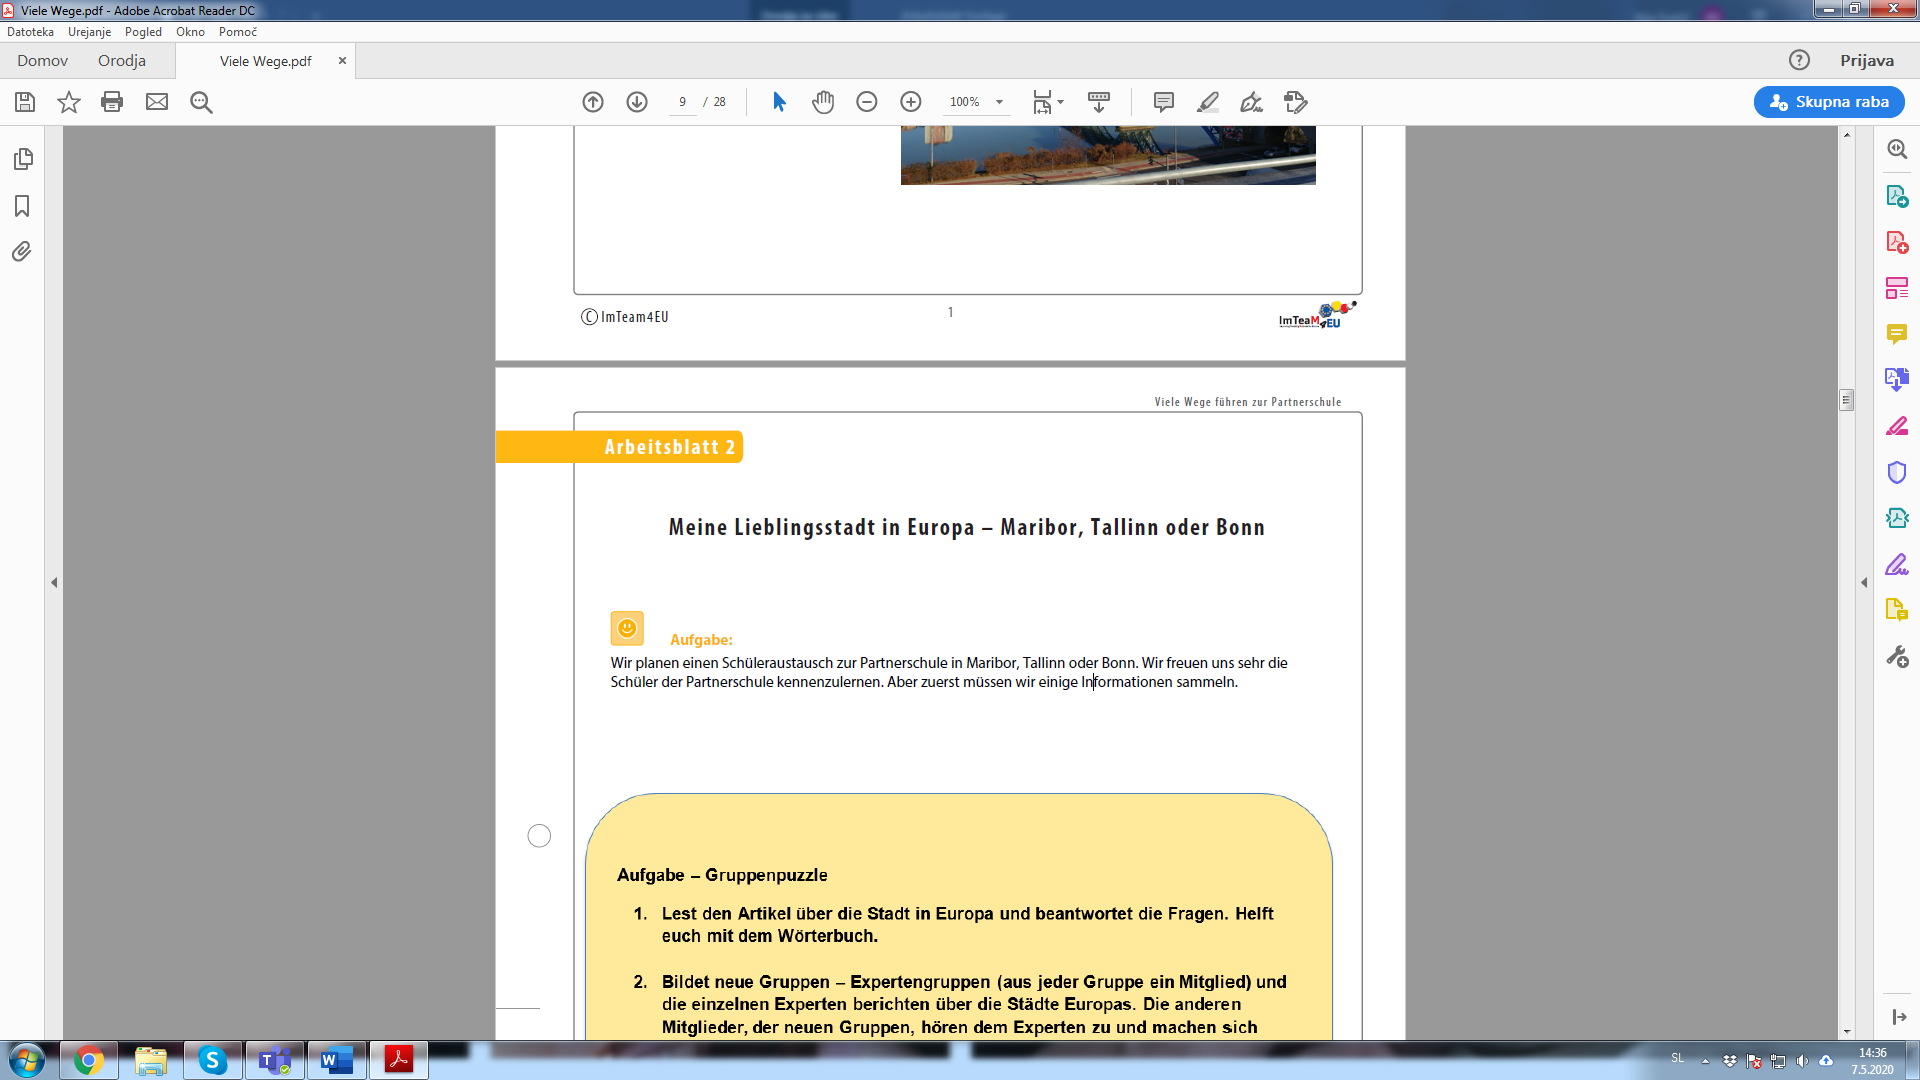 Viele Wege.pdf - Adobe Acrobat Reader DC
Datoteka Urejanje Pogled Okno Pomoč
Domov Orodja Viele Wege.pdf Prijava
9 / 28 100% Skupna raba
© ImTeam4EU 1 ImTeaM4EU
Viele Wege führen zur Partnerschule
Arbeitsblatt 2
Meine Lieblingsstadt in Europa – Maribor, Tallinn oder Bonn
Aufgabe:
Wir planen einen Schüleraustausch zur Partnerschule in Maribor, Tallinn oder Bonn. Wir freuen uns sehr die
Schüler der Partnerschule kennenzulernen. Aber zuerst müssen wir einige Informationen sammeln.
Aufgabe – Gruppenpuzzle
1. Lest den Artikel über die Stadt in Europa und beantwortet die Fragen. Helft
euch mit dem Wörterbuch.
2. Bildet neue Gruppen – Expertengruppen (aus jeder Gruppe ein Mitglied) und
die einzelnen Experten berichten über die Städte Europas. Die anderen
Mitglieder, der neuen Gruppen, hören dem Experten zu und machen sich
SL 14:36
7.5.2020